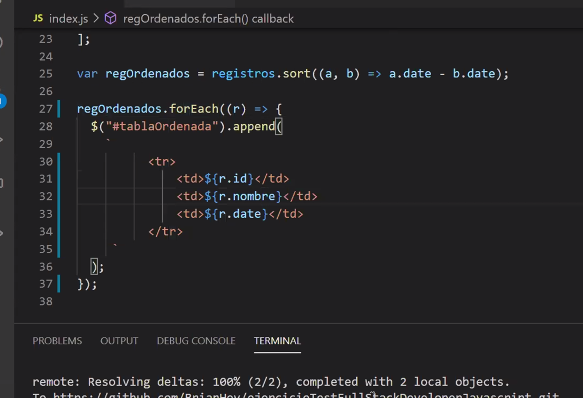 JS index.js > regOrdenados.forEach() callback
23 ];
24
25 var regOrdenados = registros.sort((a, b) => a.date - b.date);
26
27 regOrdenados.forEach((r) => {
28 $("#tablaOrdenada").append(
29 `
30 <tr>
31 <td>${r.id}</td>
32 <td>${r.nombre}</td>
33 <td>${r.date}</td>
34 </tr>
35 `
36 );
37 });
38
PROBLEMS OUTPUT DEBUG CONSOLE TERMINAL
remote: Resolving deltas: 100% (2/2), completed with 2 local objects.
To https://github.com/BrianHey/ejercicioTestFullStackDeveloperJavascript.git